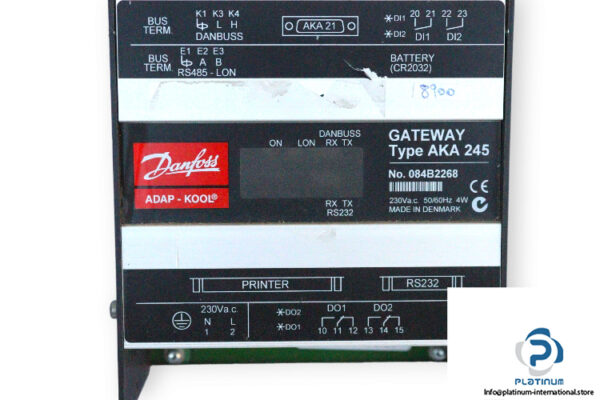 BUS TERM. K1 K3 K4
L H
DANBUSS
AKA 21
*DI1 20 21 22 23
*DI2 DI1 DI2
BUS TERM. E1 E2 E3
A B
RS485 - LON
BATTERY
(CR2032)
18900
DANBUSS
ON LON RX TX
GATEWAY
Type AKA 245
Danfoss
No. 084B2268
ADAP - KOOL®
RX TX
RS232
230Va.c. 50/60Hz 4W
MADE IN DENMARK
CE
PRINTER
RS232
230Va.c.
N L
1 2
*DO2 DO1 DO2
*DO1 10 11 12 13 14 15
PLATINUM
Info@platinum-international.store